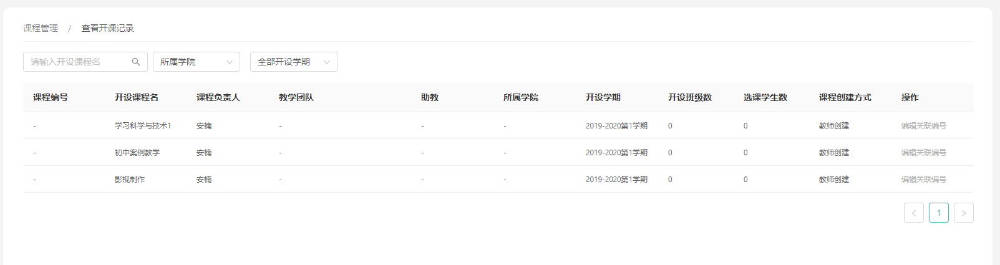 课程管理 / 查看开课记录
请输入开设课程名 所属学院 全部开设学期
课程编号 开设课程名 课程负责人 教学团队 助教 所属学院 开设学期 开设班级数 选课学生数 课程创建方式 操作
- 学习科学与技术1 安楠 - - - 2019-2020第1学期 0 0 教师创建 编辑关联编号
- 初中案例教学 安楠 - - - 2019-2020第1学期 0 0 教师创建 编辑关联编号
- 影视制作 安楠 - - - 2019-2020第1学期 0 0 教师创建 编辑关联编号
< 1 >